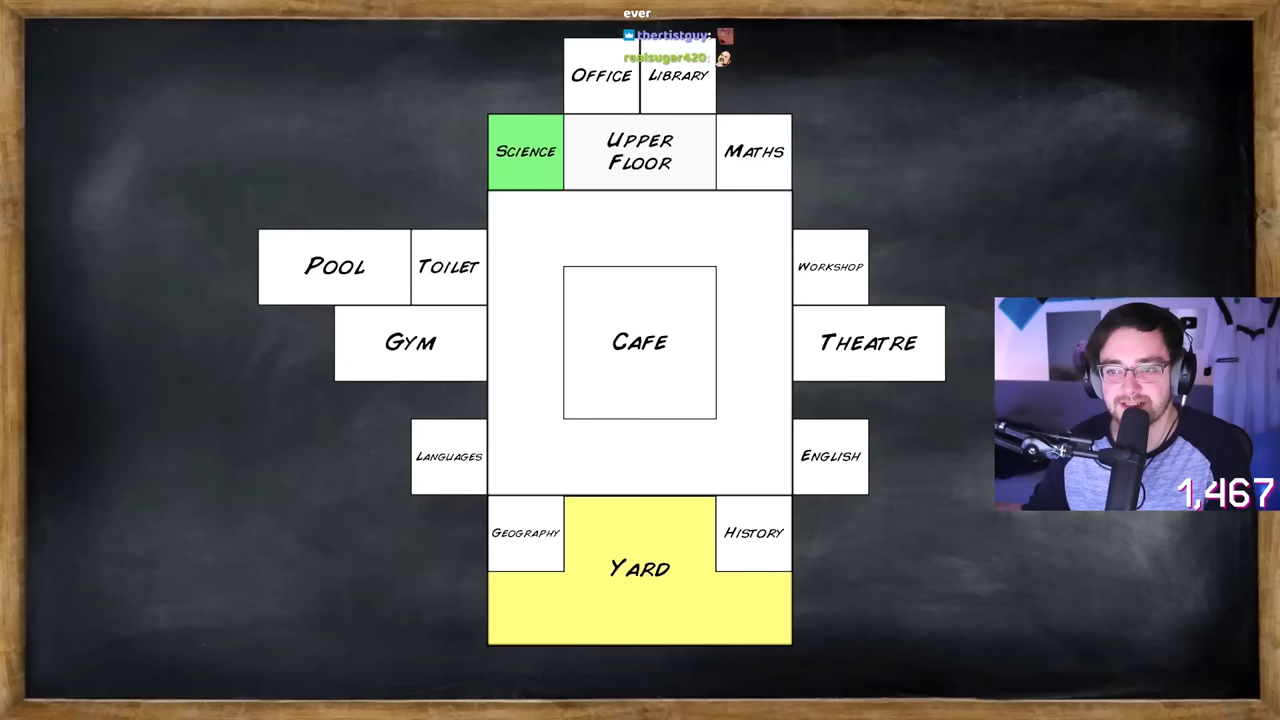 ever
thertistguy:
realsugar420:
OFFICE
LIBRARY
SCIENCE
UPPER
FLOOR
MATHS
POOL
TOILET
WORKSHOP
GYM
CAFE
THEATRE
LANGUAGES
ENGLISH
GEOGRAPHY
HISTORY
YARD
1,467